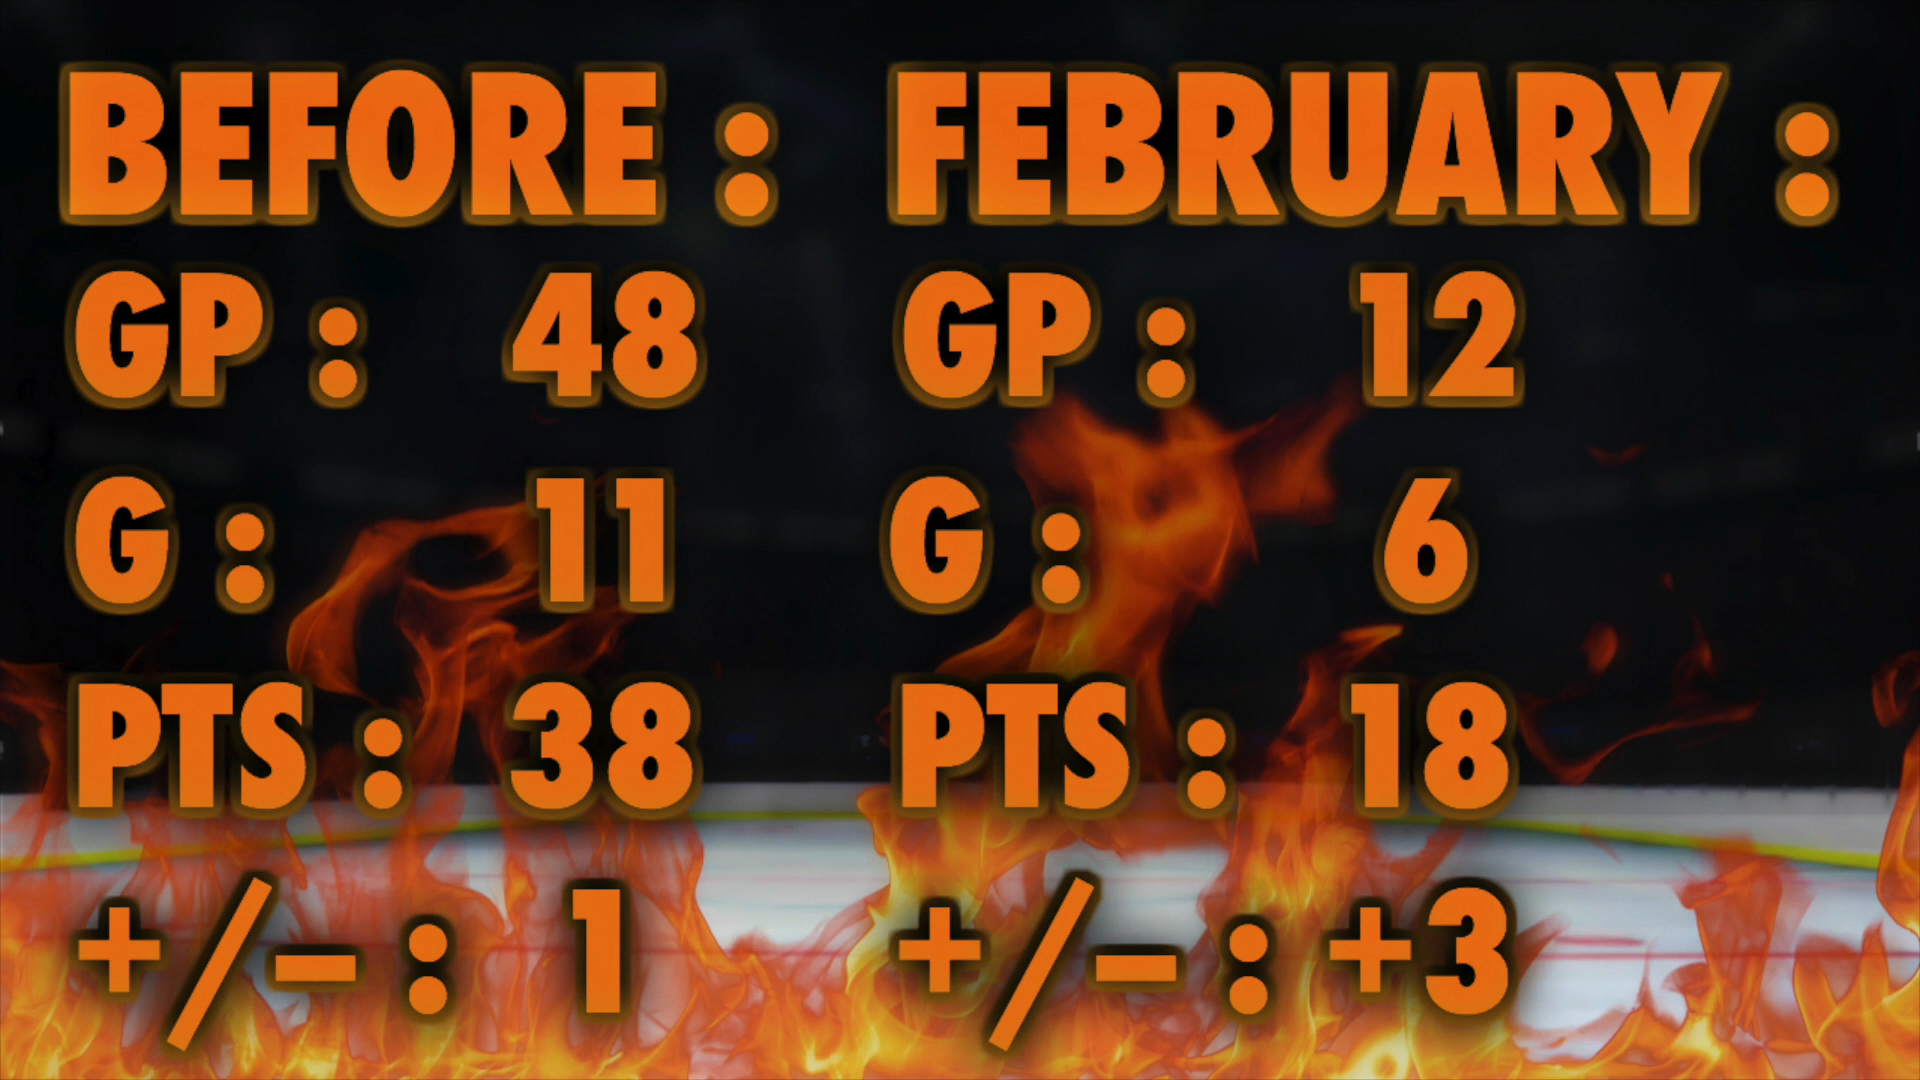 BEFORE :
GP : 48
G : 11
PTS : 38
+/- : 1
FEBRUARY :
GP : 12
G : 6
PTS : 18
+/- : +3